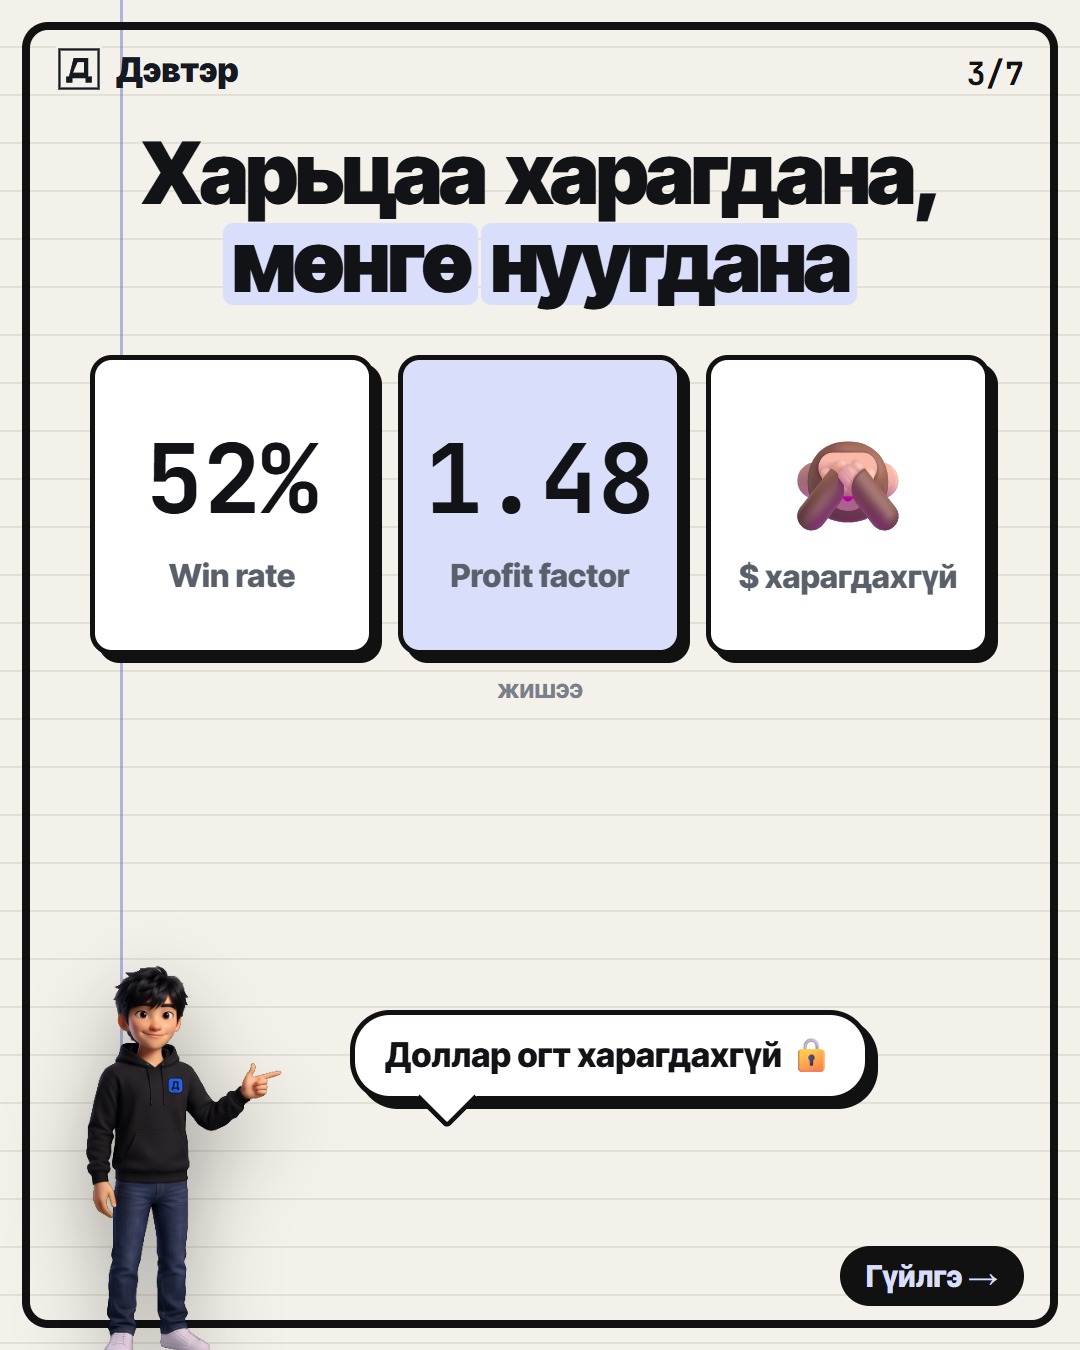 Д Дэвтэр
3/7
Харьцаа харагдана,
мөнгө нуугдана
52%
Win rate
1.48
Profit factor
$ харагдахгүй
жишээ
Д
Доллар огт харагдахгүй 🔒
Гүйлгэ →